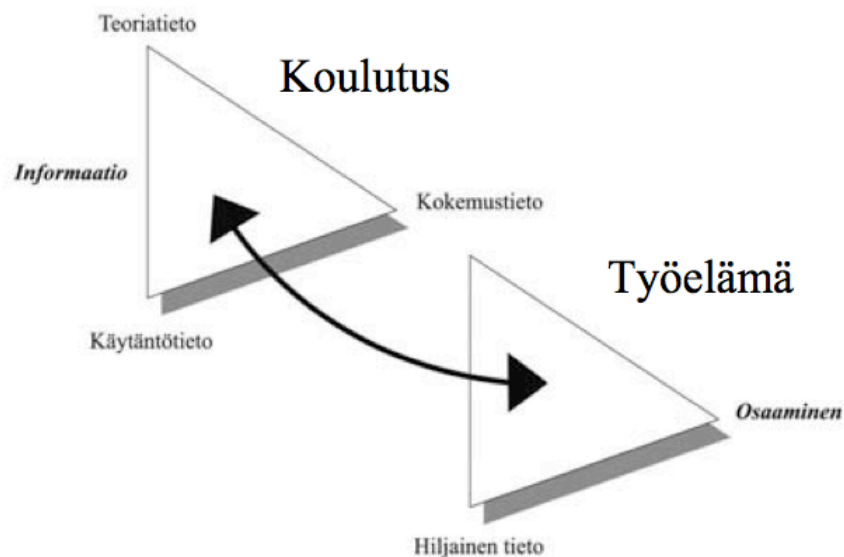 Teoriatieto
Koulutus
Informaatio
Kokemustieto
Työelämä
Käytäntötieto
Osaaminen
Hiljainen tieto